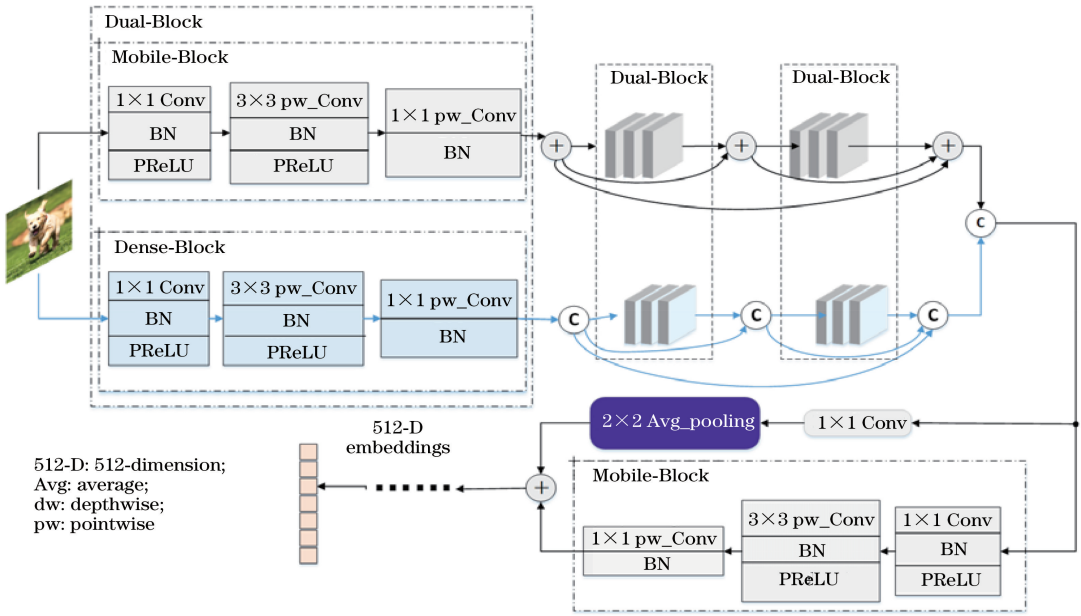 Dual-Block
Mobile-Block
1×1 Conv
BN
PReLU
3×3 pw_Conv
BN
PReLU
1×1 pw_Conv
BN
+
Dual-Block
+
Dual-Block
+
C
Dense-Block
1×1 Conv
BN
PReLU
3×3 pw_Conv
BN
PReLU
1×1 pw_Conv
BN
C
C
C
2×2 Avg_pooling
1×1 Conv
512-D
embeddings
512-D: 512-dimension;
Avg: average;
dw: depthwise;
pw: pointwise
+
Mobile-Block
1×1 pw_Conv
BN
3×3 pw_Conv
BN
PReLU
1×1 Conv
BN
PReLU